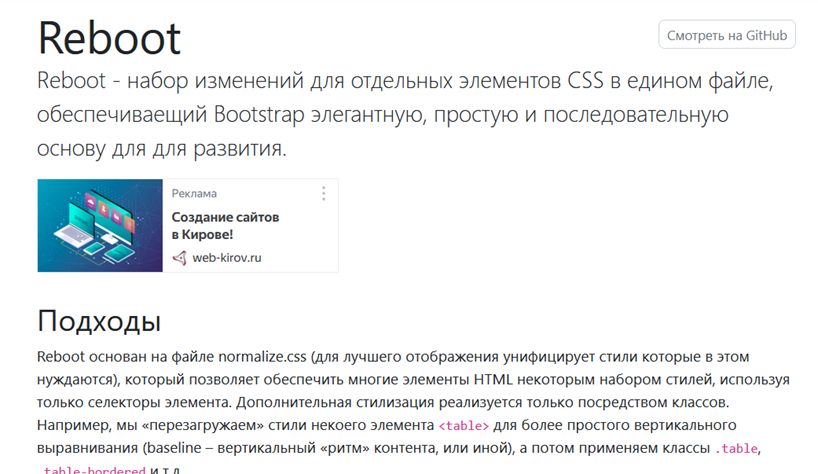 Reboot
Смотреть на GitHub
Reboot - набор изменений для отдельных элементов CSS в едином файле,
обеспечивающий Bootstrap элегантную, простую и последовательную
основу для для развития.
Реклама
Создание сайтов
в Кирове!
web-kirov.ru
Подходы
Reboot основан на файле normalize.css (для лучшего отображения унифицирует стили которые в этом
нуждаются), который позволяет обеспечить многие элементы HTML некоторым набором стилей, используя
только селекторы элемента. Дополнительная стилизация реализуется только посредством классов.
Например, мы «перезагружаем» стили некоего элемента <table> для более простого вертикального
выравнивания (baseline – вертикальный «ритм» контента, или иной), а потом применяем классы .table,
.table-bordered и т.д.